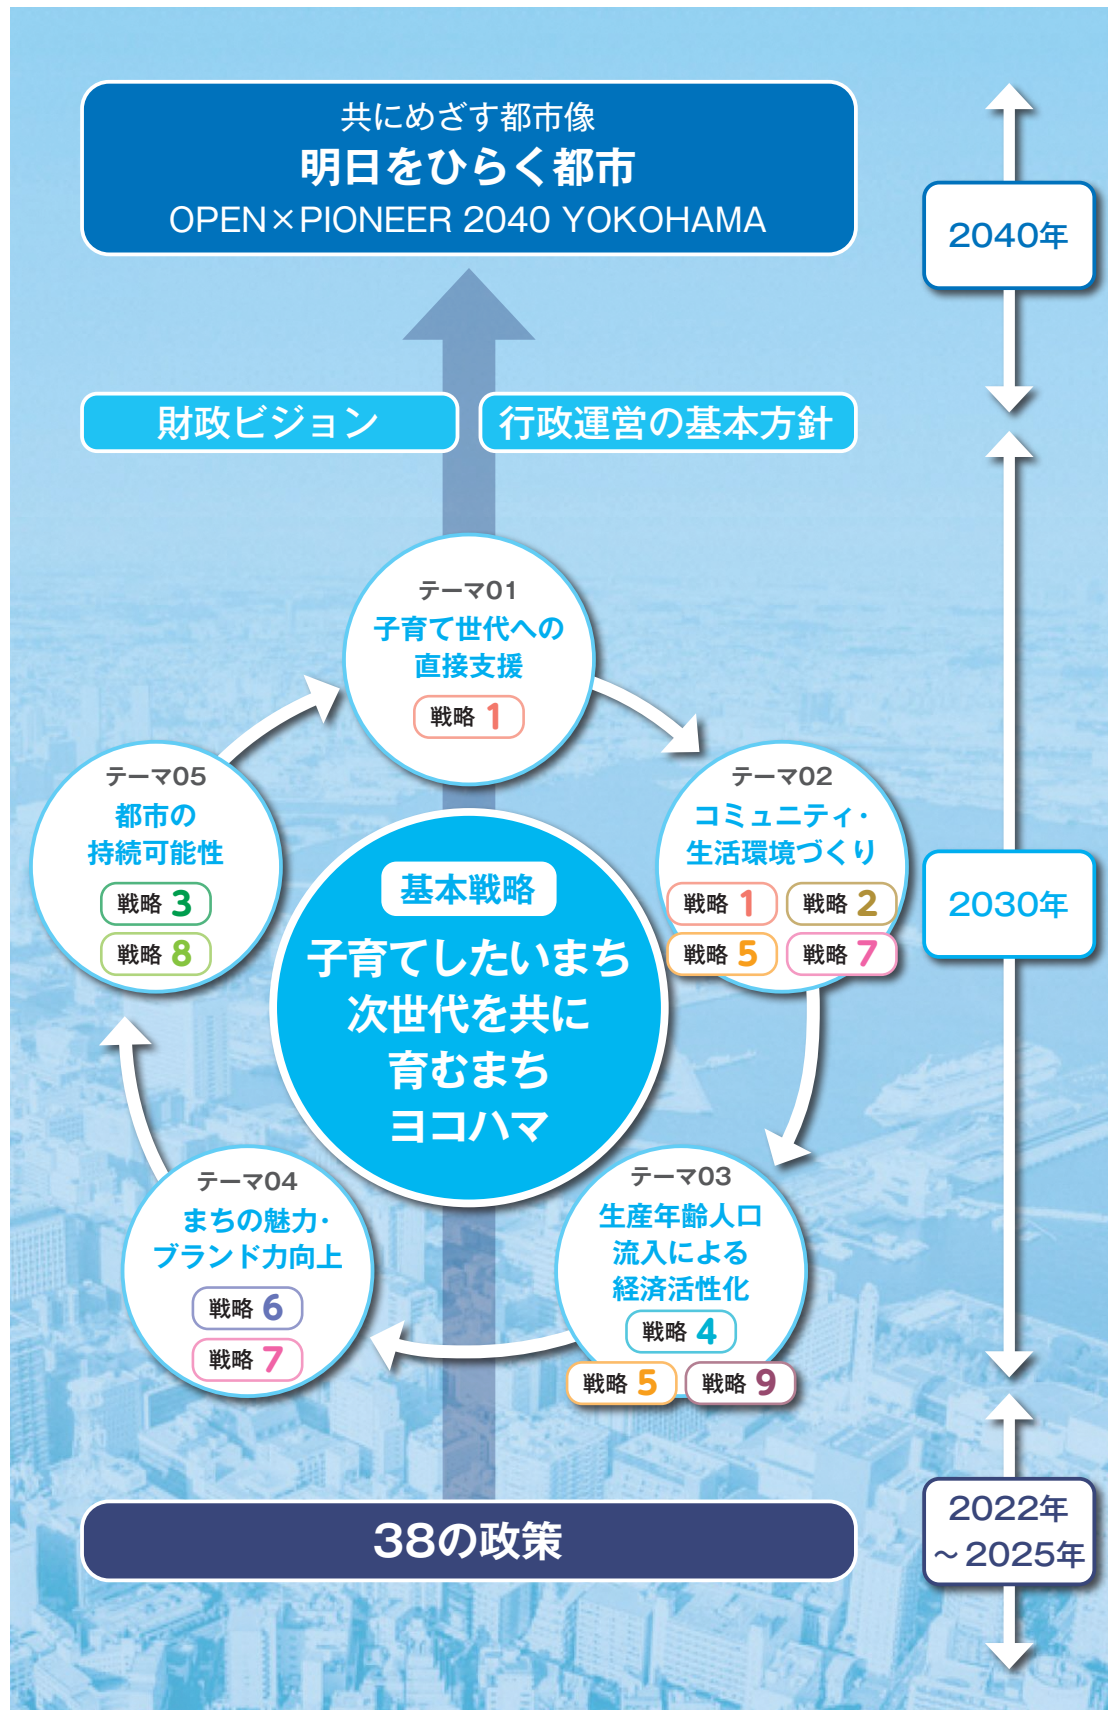 共にめざす都市像
明日をひらく都市
OPEN×PIONEER 2040 YOKOHAMA
2040年
財政ビジョン
行政運営の基本方針
テーマ01
子育て世代への
直接支援
戦略 1
テーマ02
コミュニティ・
生活環境づくり
戦略 1
戦略 2
戦略 5
戦略 7
テーマ03
生産年齢人口
流入による
経済活性化
戦略 4
戦略 5
戦略 9
テーマ04
まちの魅力・
ブランド力向上
戦略 6
戦略 7
テーマ05
都市の
持続可能性
戦略 3
戦略 8
基本戦略
子育てしたいまち
次世代を共に
育むまち
ヨコハマ
2030年
38の政策
2022年
～2025年